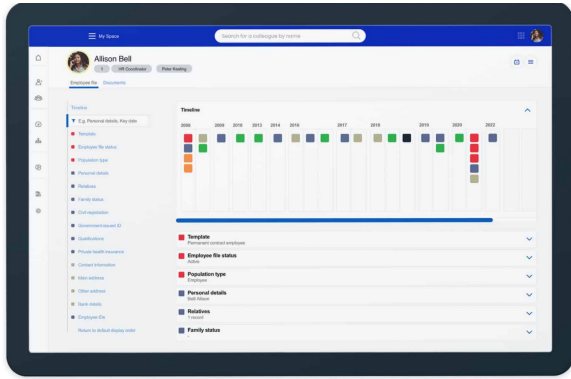 My Space
Search for a colleague by name
Allison Bell
1 HR Coordinator Peter Keating
Employee file Documents
Timeline
E.g. Personal details, Key date
Template
Employee file status
Population type
Personal details
Relatives
Family status
Civil registration
Government-issued ID
Qualifications
Private health insurance
Contact information
Main address
Other address
Bank details
Employee IDs
Return to default display order
Timeline
2008 2009 2010 2013 2014 2016 2017 2018 2019 2020 2022
Template
Permanent contract employee
Employee file status
Active
Population type
Employee
Personal details
Bell Allison
Relatives
1 record
Family status
-